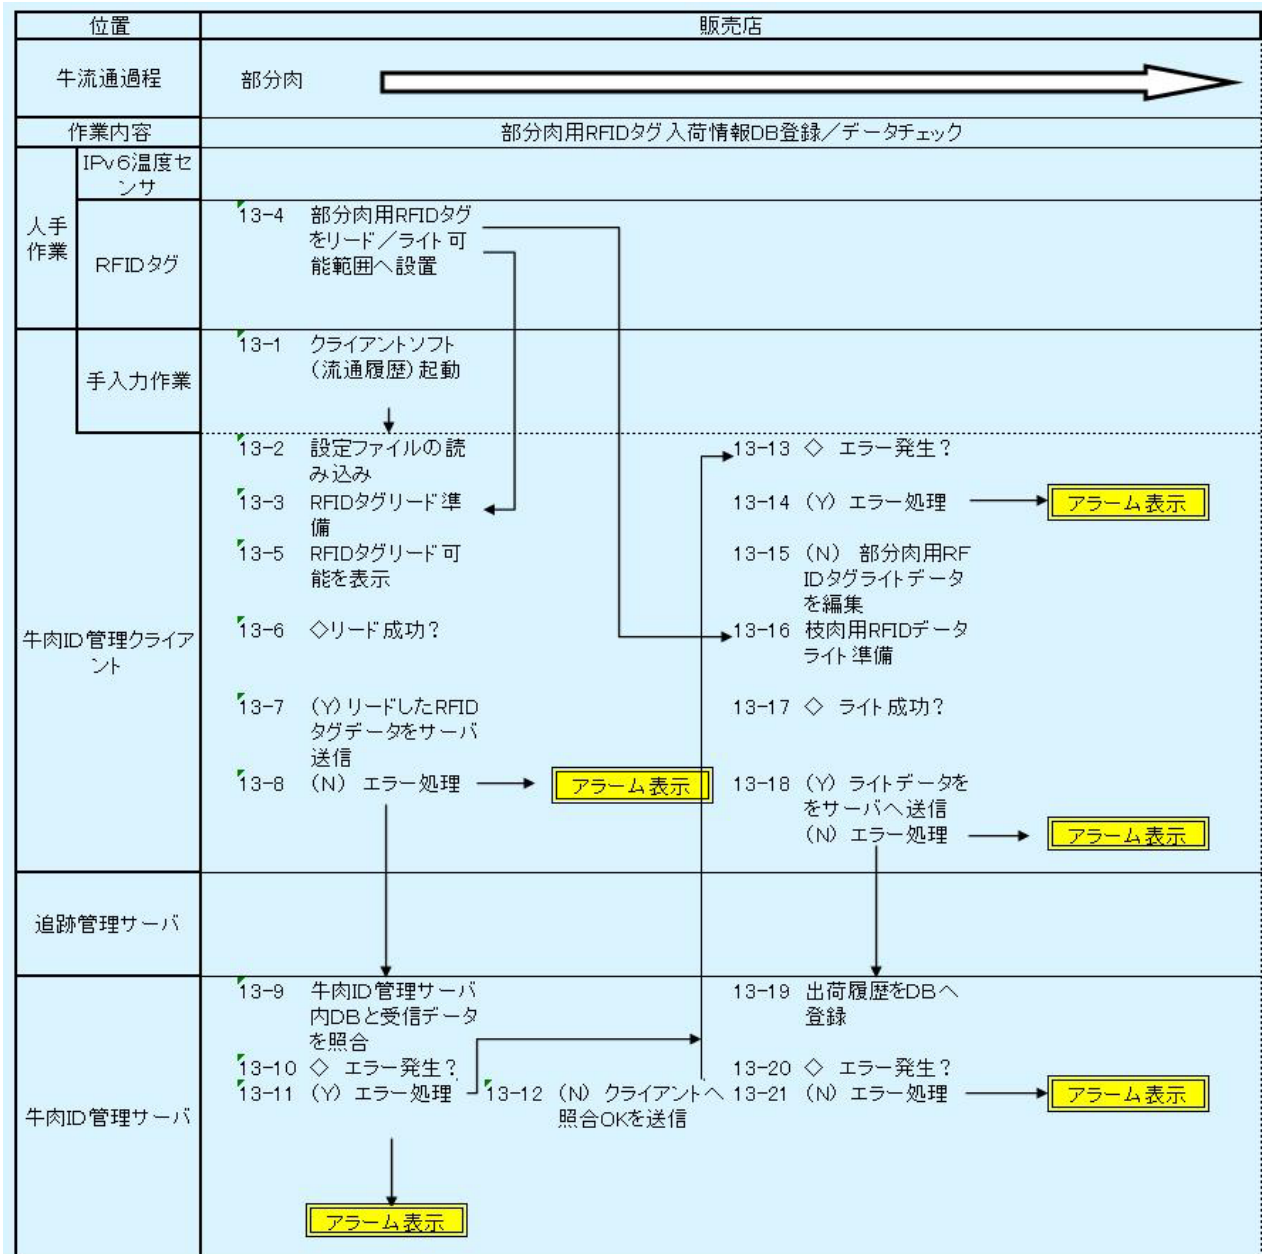 位置
販売店
牛流通過程
部分肉
作業内容
部分肉用RFIDタグ入荷情報DB登録／データチェック
人手
作業
IPv6温度セ
ンサ
RFIDタグ
13-4 部分肉用RFIDタグ
をリード／ライト可
能範囲へ設置
手入力作業
13-1 クライアントソフト
（流通履歴）起動
牛肉ID管理クライア
ント
13-2 設定ファイルの読
み込み
13-3 RFIDタグリード準
備
13-5 RFIDタグリード可
能を表示
13-6 ◇リード成功？
13-7 （Y）リードしたRFID
タグデータをサーバ
送信
13-8 （N） エラー処理
アラーム表示
13-13 ◇ エラー発生？
13-14 （Y） エラー処理
アラーム表示
13-15 （N） 部分肉用RF
IDタグライトデータ
を編集
13-16 枝肉用RFIDデータ
ライト準備
13-17 ◇ ライト成功？
13-18 （Y） ライトデータを
をサーバへ送信
（N） エラー処理
アラーム表示
追跡管理サーバ
牛肉ID管理サーバ
13-9 牛肉ID管理サーバ
内DBと受信データ
を照合
13-10 ◇ エラー発生？
13-11 （Y） エラー処理
アラーム表示
13-12 （N） クライアントへ
照合OKを送信
13-19 出荷履歴をDBへ
登録
13-20 ◇ エラー発生？
13-21 （N） エラー処理
アラーム表示